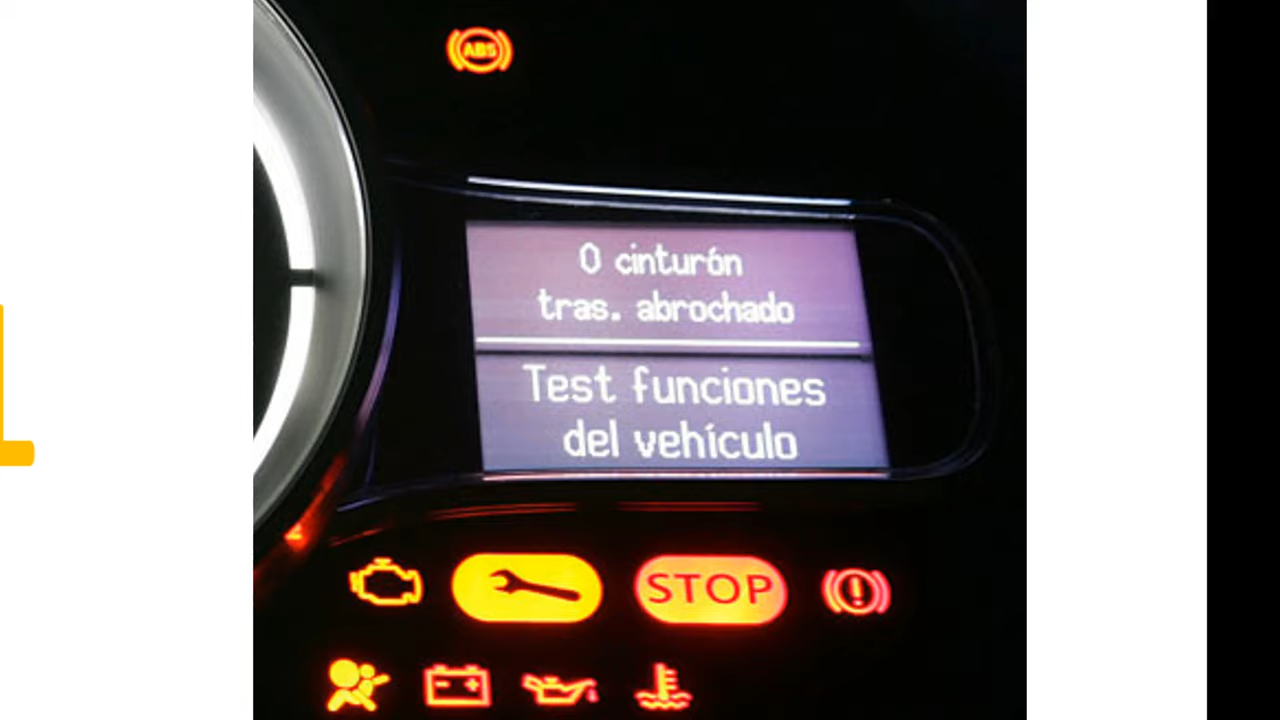 ABS
0 cinturón
tras. abrochado
Test funciones
del vehículo
STOP